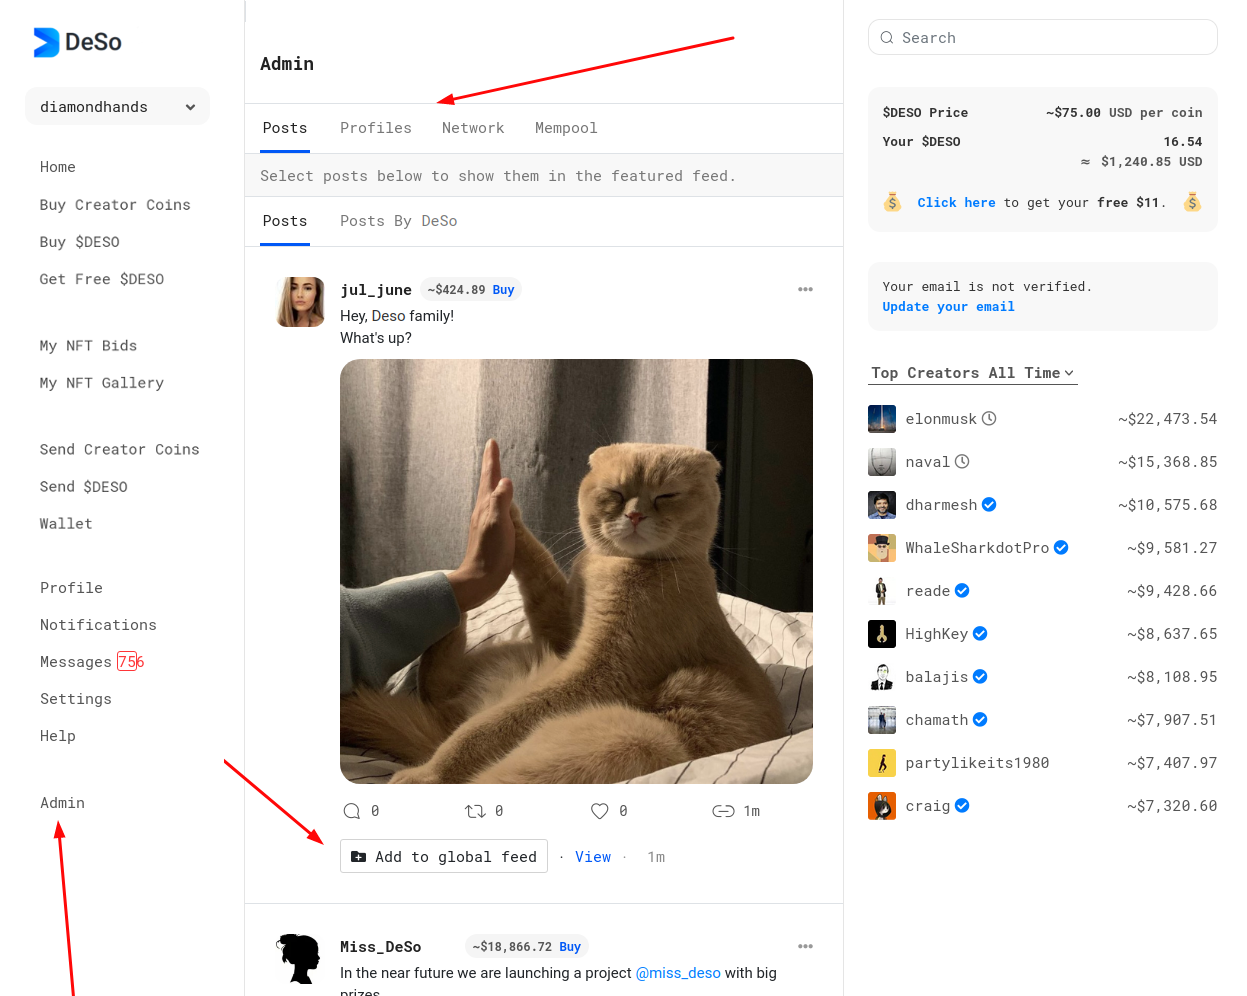 DeSo
diamondhands
Home
Buy Creator Coins
Buy $DESO
Get Free $DESO
My NFT Bids
My NFT Gallery
Send Creator Coins
Send $DESO
Wallet
Profile
Notifications
Messages 756
Settings
Help
Admin
Admin
Posts Profiles Network Mempool
Select posts below to show them in the featured feed.
Posts Posts By DeSo
jul_june ~$424.89 Buy
Hey, Deso family!
What's up?
0 0 0 1m
Add to global feed · View · 1m
Miss_DeSo ~$18,866.72 Buy
In the near future we are launching a project @miss_deso with big
prizes
Search
$DESO Price ~$75.00 USD per coin
Your $DESO 16.54
≈ $1,240.85 USD
Click here to get your free $11.
Your email is not verified.
Update your email
Top Creators All Time
elonmusk ~$22,473.54
naval ~$15,368.85
dharmesh ~$10,575.68
WhaleSharkdotPro ~$9,581.27
reade ~$9,428.66
HighKey ~$8,637.65
balajis ~$8,108.95
chamath ~$7,907.51
partylikeits1980 ~$7,407.97
craig ~$7,320.60